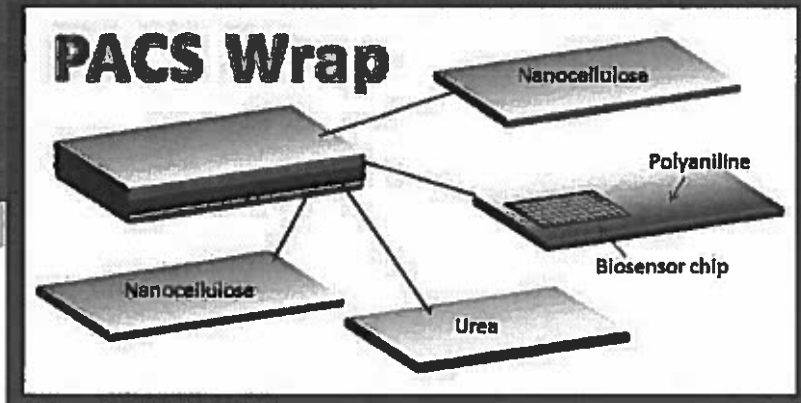 PACS Wrap
Nanocellulose
Polyaniline
Biosensor chip
Nanocellulose
Urea